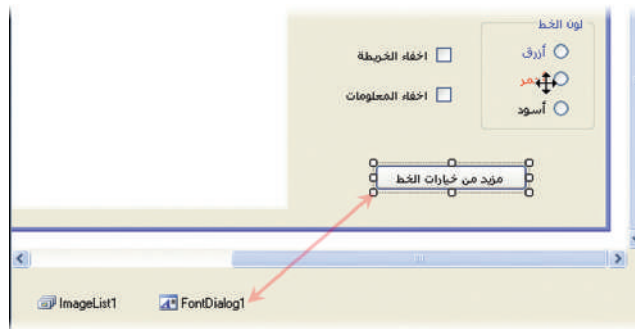 لون الخط
أزرق
أسود
اخفاء الخريطة
اخفاء المعلومات
مزيد من خيارات الخط
ImageList1
FontDialog1